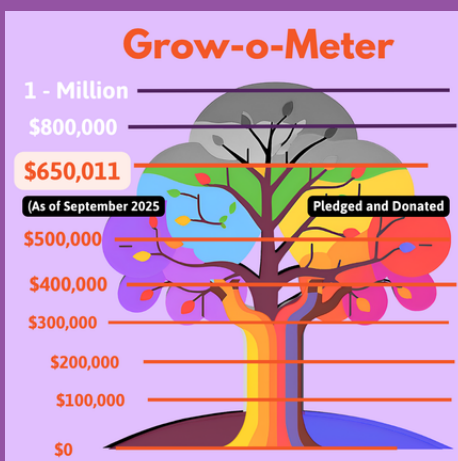 Grow-o-Meter
1 - Million
$800,000
$650,011
(As of September 2025
Pledged and Donated
$500,000
$400,000
$300,000
$200,000
$100,000
$0